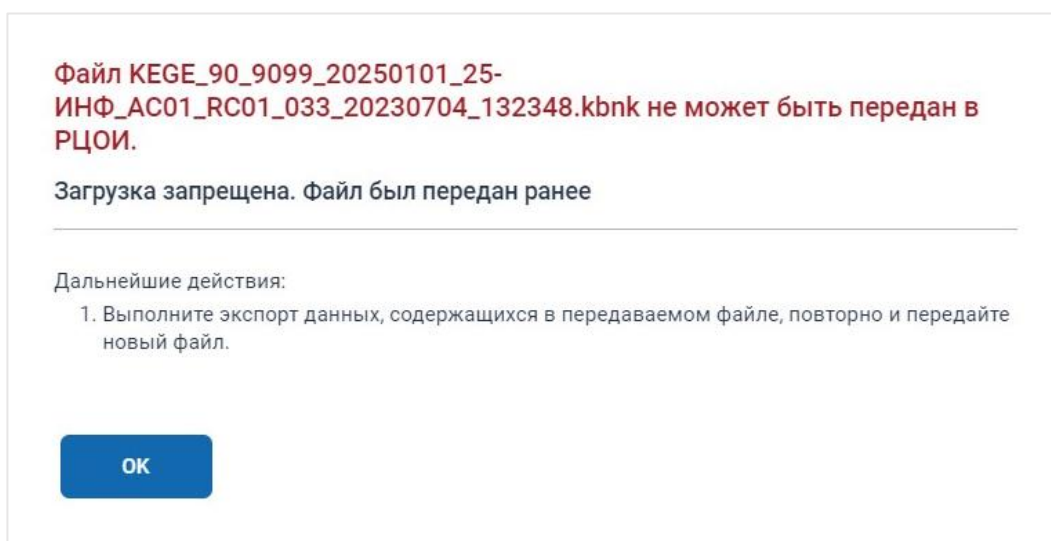 Файл KEGE_90_9099_20250101_25-
ИНФ_AC01_RC01_033_20230704_132348.kbnk не может быть передан в
РЦОИ.
Загрузка запрещена. Файл был передан ранее
Дальнейшие действия:
1. Выполните экспорт данных, содержащихся в передаваемом файле, повторно и передайте
новый файл.
ОК